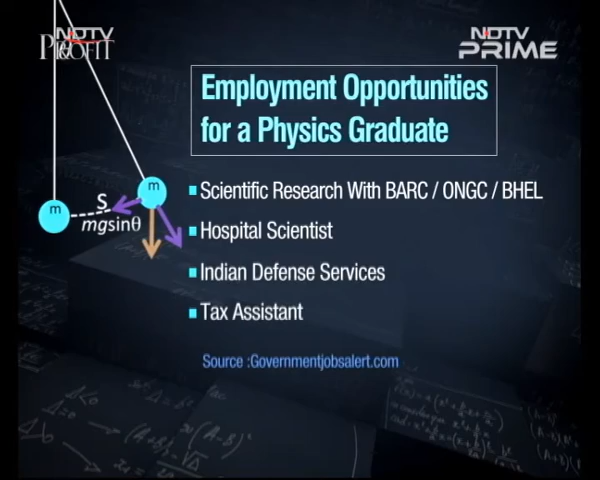 NDTV
PROFIT
NDTV
PRIME
Employment Opportunities
for a Physics Graduate
m
m
S
mgsinθ
Scientific Research With BARC / ONGC / BHEL
Hospital Scientist
Indian Defense Services
Tax Assistant
Source :Governmentjobsalert.com